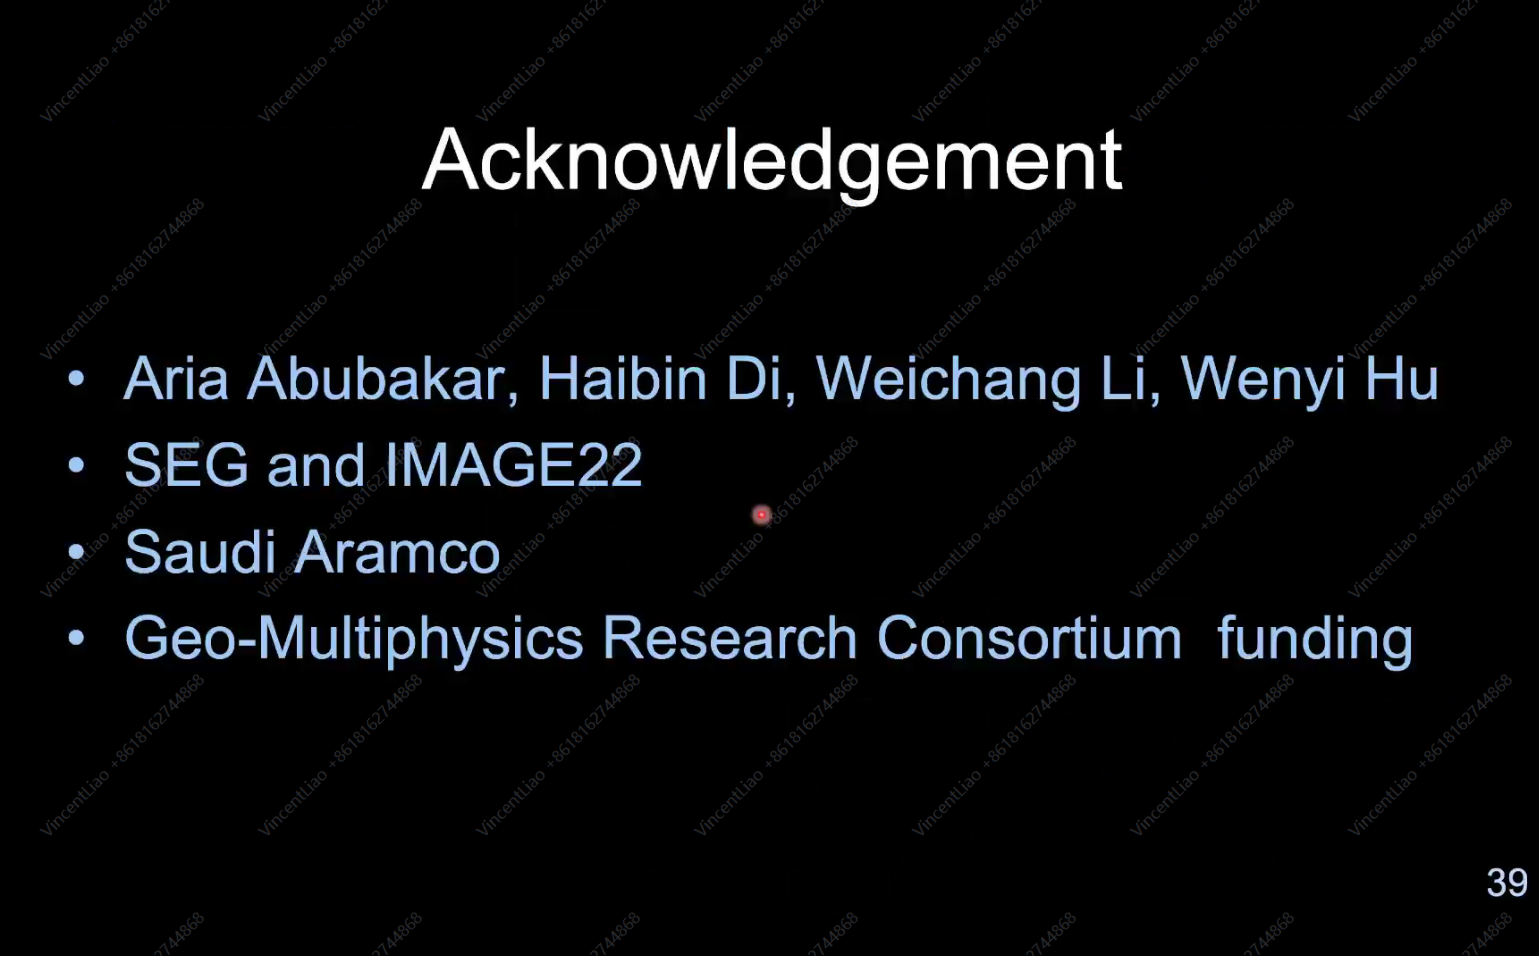 Acknowledgement
• Aria Abubakar, Haibin Di, Weichang Li, Wenyi Hu
• SEG and IMAGE22
• Saudi Aramco
• Geo-Multiphysics Research Consortium  funding
39
VincentLiao +8618162744868